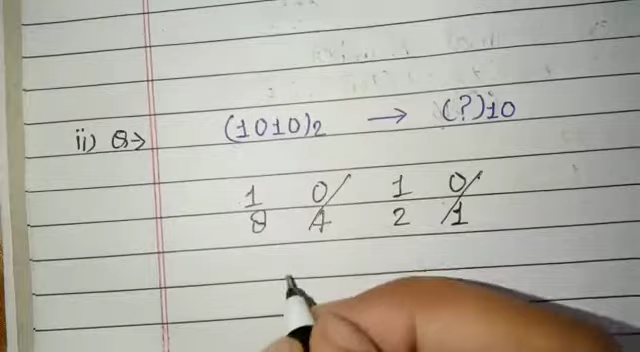 ii) Q→ (1010)2 → (?)10
1 0 1 0
8 4 2 1